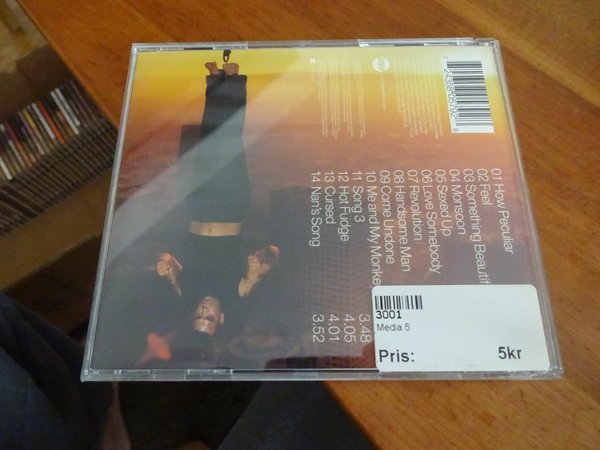 01 How Peculiar
02 Feel
03 Something Beautif
04 Monsoon
05 Sexed Up
06 Love Somebody
07 Revolution
08 Handsome Man
09 Come Undone
10 Me and My Monke
11 Song 3 3.48
12 Hot Fudge 4.05
13 Cursed 4.01
14 Nan's Song 3.52
3001
Media 5
Pris: 5kr